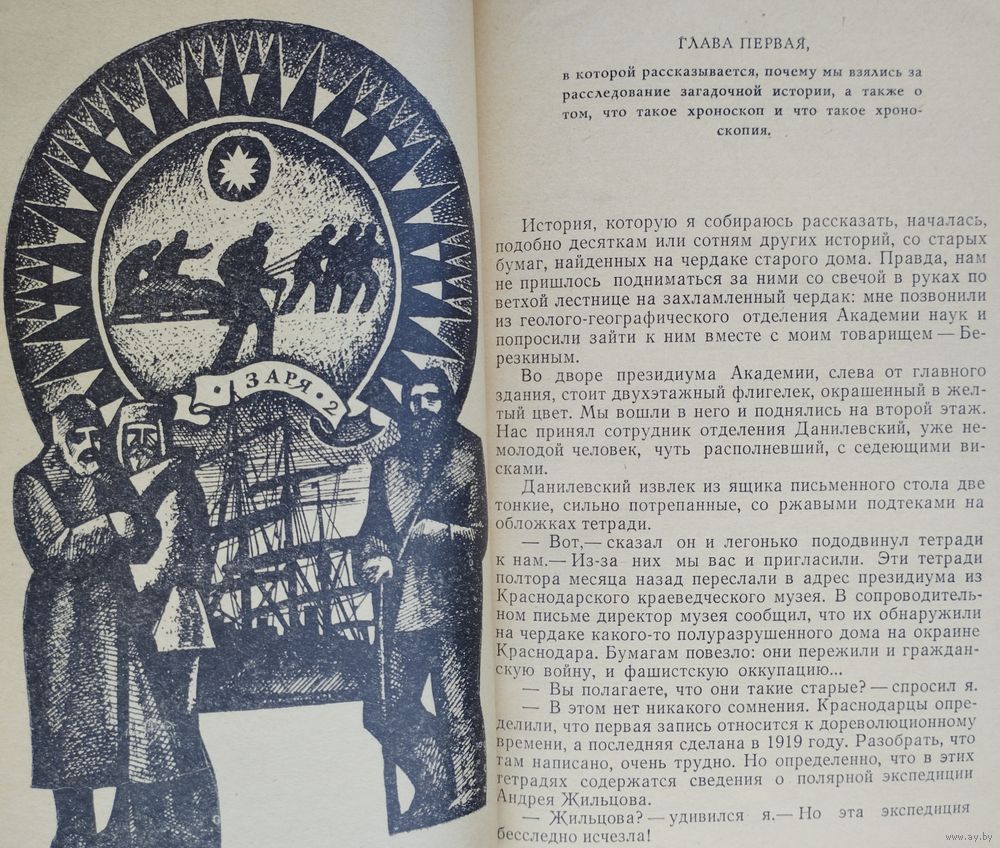 ЗАРЯ·2
ГЛАВА ПЕРВАЯ,
в которой рассказывается, почему мы взялись за
расследование загадочной истории, а также о
том, что такое хроноскоп и что такое хроно-
скопия.
История, которую я собираюсь рассказать, началась,
подобно десяткам или сотням других историй, со старых
бумаг, найденных на чердаке старого дома. Правда, нам
не пришлось подниматься за ними со свечой в руках по
ветхой лестнице на захламленный чердак: мне позвонили
из геолого-географического отделения Академии наук и
попросили зайти к ним вместе с моим товарищем — Бе-
резкиным.
Во дворе президиума Академии, слева от главного
здания, стоит двухэтажный флигелек, окрашенный в жел-
тый цвет. Мы вошли в него и поднялись на второй этаж.
Нас принял сотрудник отделения Данилевский, уже не-
молодой человек, чуть располневший, с седеющими вис-
ками.
Данилевский извлек из ящика письменного стола две
тонкие, сильно потрепанные, со ржавыми подтеками на
обложках тетради.
— Вот,— сказал он и легонько пододвинул тетради
к нам.— Из-за них мы вас и пригласили. Эти тетради
полтора месяца назад переслали в адрес президиума из
Краснодарского краеведческого музея. В сопроводитель-
ном письме директор музея сообщил, что их обнаружили
на чердаке какого-то полуразрушенного дома на окраине
Краснодара. Бумагам повезло: они пережили и граждан-
скую войну, и фашистскую оккупацию...
— Вы полагаете, что они такие старые? — спросил я.
— В этом нет никакого сомнения. Краснодарцы опре-
делили, что первая запись относится к дореволюционному
времени, а последняя сделана в 1919 году. Разобрать, что
там написано, очень трудно. Но определенно, что в этих
тетрадях содержатся сведения о полярной экспедиции
Андрея Жильцова.
— Жильцова? — удивился я.— Но эта экспедиция
бесследно исчезла!
www.ay.by